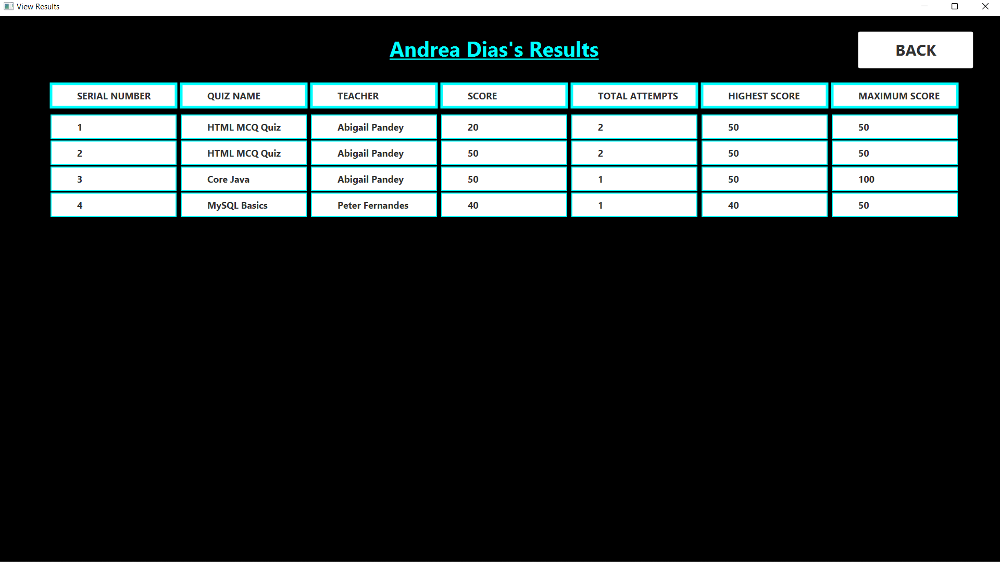 View Results
Andrea Dias's Results
BACK
SERIAL NUMBER QUIZ NAME TEACHER SCORE TOTAL ATTEMPTS HIGHEST SCORE MAXIMUM SCORE
1 HTML MCQ Quiz Abigail Pandey 20 2 50 50
2 HTML MCQ Quiz Abigail Pandey 50 2 50 50
3 Core Java Abigail Pandey 50 1 50 100
4 MySQL Basics Peter Fernandes 40 1 40 50